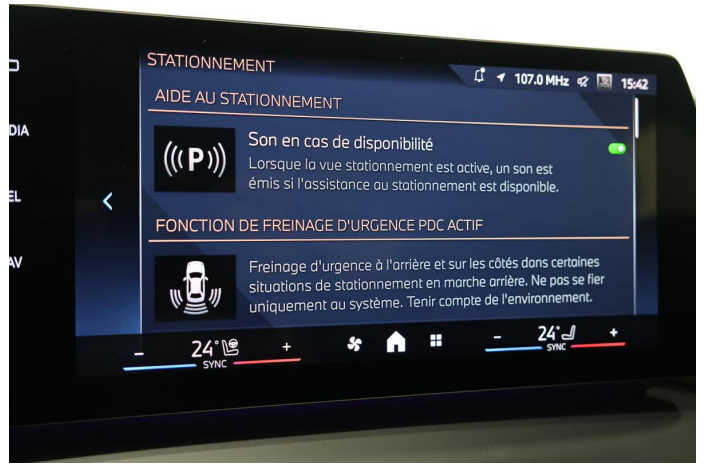 STATIONNEMENT
107.0 MHz
15:42
AIDE AU STATIONNEMENT
DIA
EL
AV
P
Son en cas de disponibilité
Lorsque la vue stationnement est active, un son est
émis si l'assistance au stationnement est disponible.
FONCTION DE FREINAGE D'URGENCE PDC ACTIF
Freinage d'urgence à l'arrière et sur les côtés dans certaines
situations de stationnement en marche arrière. Ne pas se fier
uniquement au système. Tenir compte de l'environnement.
- 24° +
SYNC
- 24° +
SYNC